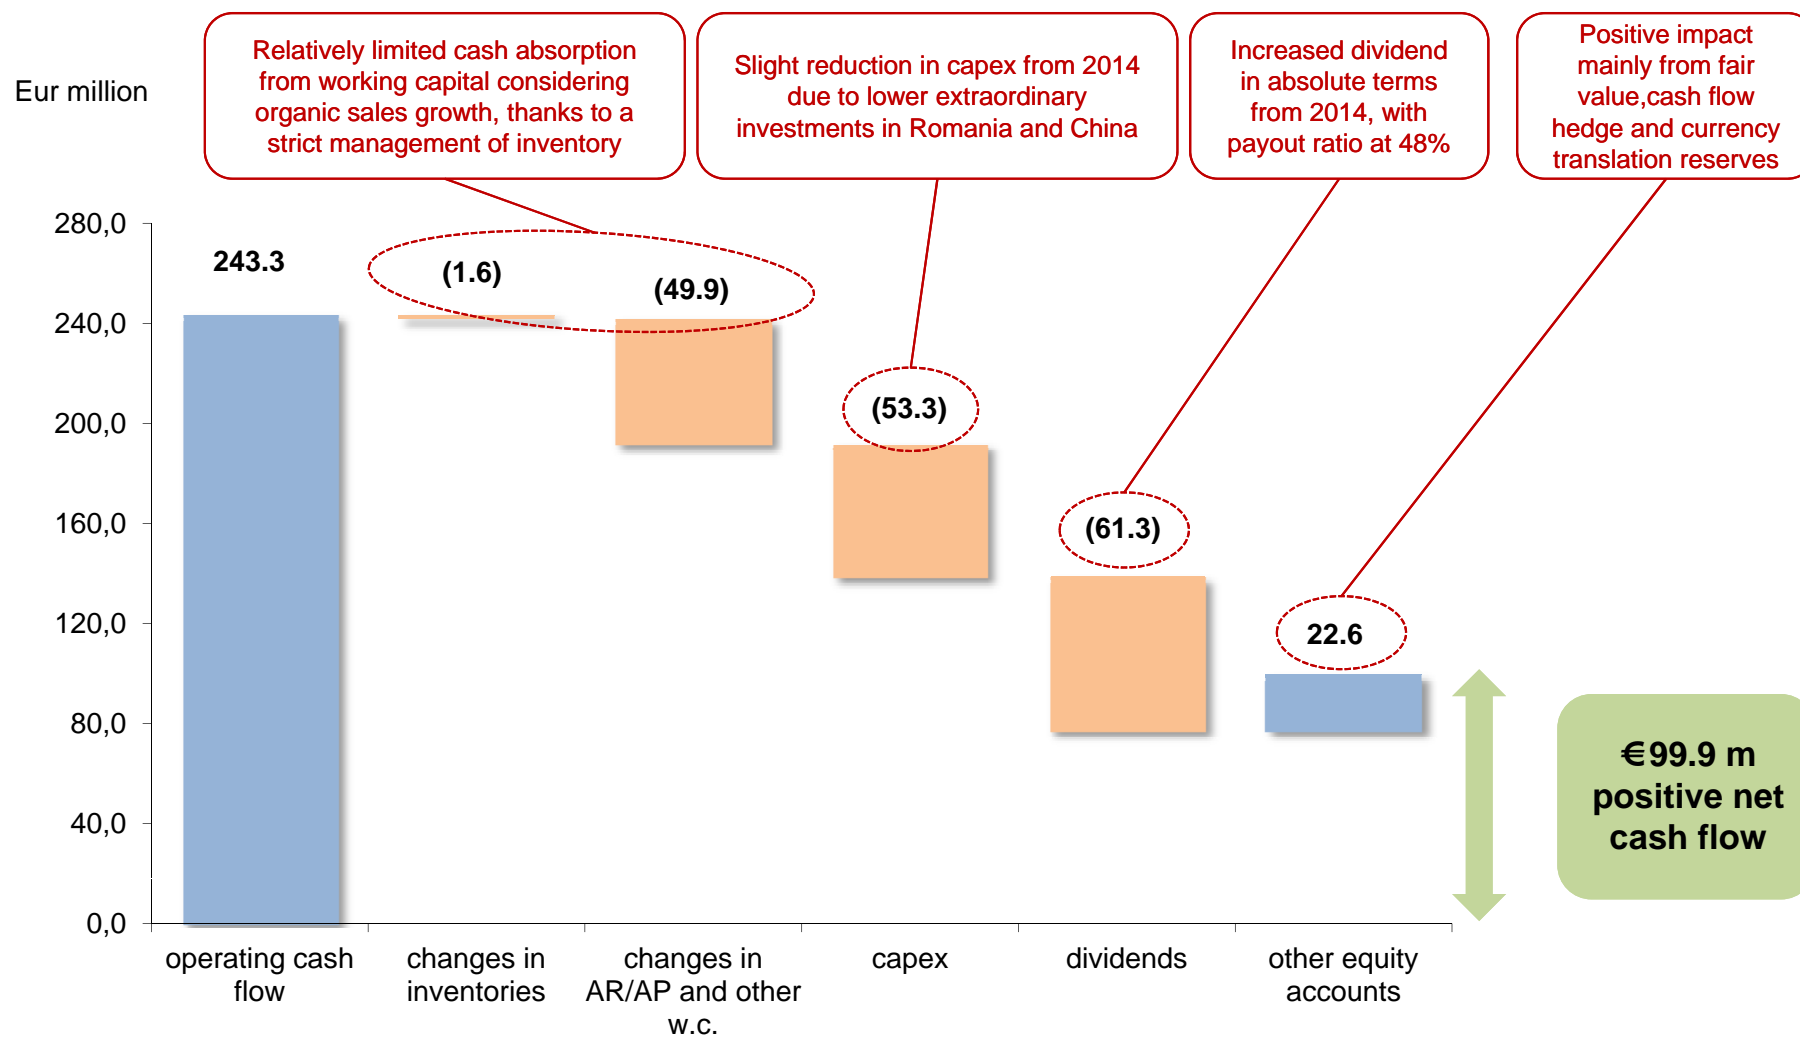 Eur million
Relatively limited cash absorption
from working capital considering
organic sales growth, thanks to a
strict management of inventory
Slight reduction in capex from 2014
due to lower extraordinary
investments in Romania and China
Increased dividend
in absolute terms
from 2014, with
payout ratio at 48%
Positive impact
mainly from fair
value,cash flow
hedge and currency
translation reserves
280,0
240,0
200,0
160,0
120,0
80,0
40,0
0,0
243.3
(1.6)
(49.9)
(53.3)
(61.3)
22.6
€99.9 m
positive net
cash flow
operating cash
flow
changes in
inventories
changes in
AR/AP and other
w.c.
capex
dividends
other equity
accounts